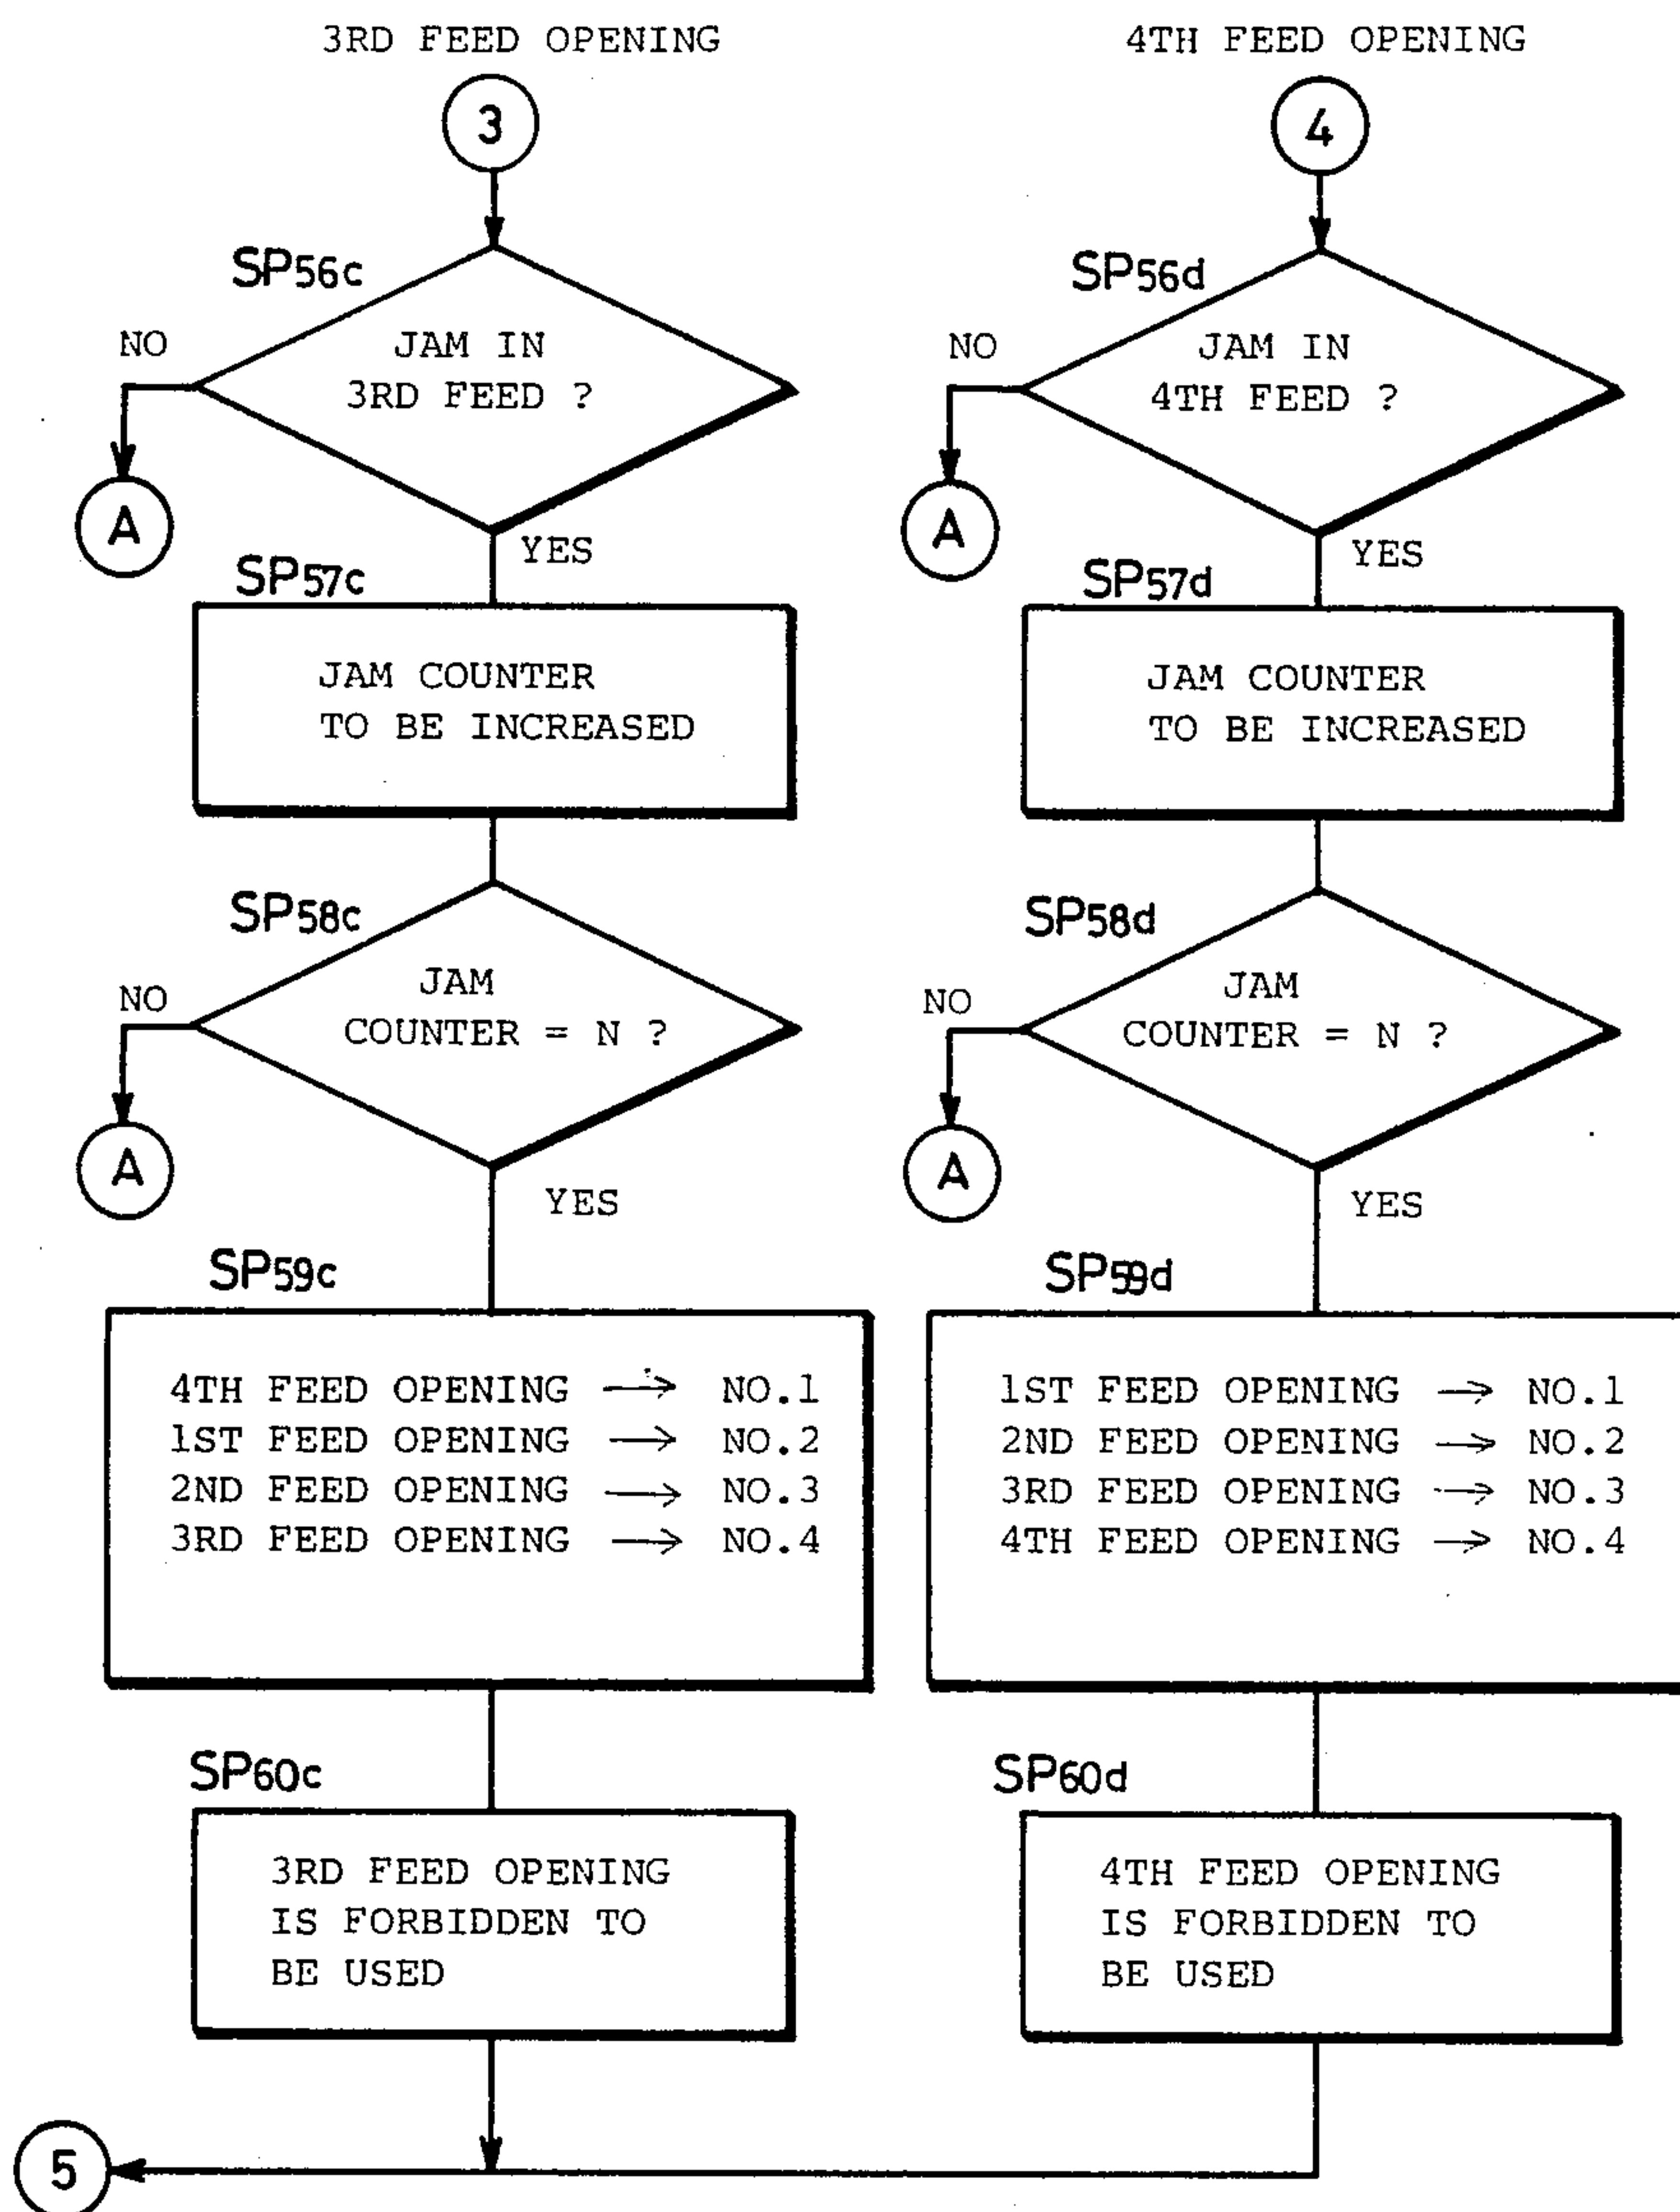 3RD FEED OPENING
3
SP56c
NO
JAM IN
3RD FEED ?
A
YES
SP57c
JAM COUNTER
TO BE INCREASED
SP58c
NO
JAM
COUNTER = N ?
A
YES
SP59c
4TH FEED OPENING → NO.1
1ST FEED OPENING → NO.2
2ND FEED OPENING → NO.3
3RD FEED OPENING → NO.4
SP60c
3RD FEED OPENING
IS FORBIDDEN TO
BE USED
4TH FEED OPENING
4
SP56d
NO
JAM IN
4TH FEED ?
A
YES
SP57d
JAM COUNTER
TO BE INCREASED
SP58d
NO
JAM
COUNTER = N ?
A
YES
SP59d
1ST FEED OPENING → NO.1
2ND FEED OPENING → NO.2
3RD FEED OPENING → NO.3
4TH FEED OPENING → NO.4
SP60d
4TH FEED OPENING
IS FORBIDDEN TO
BE USED
5